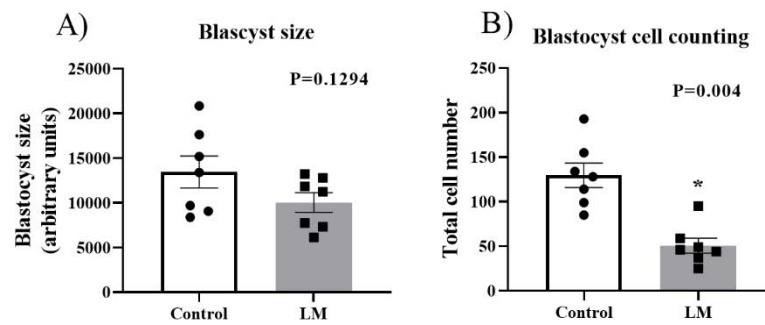 A)
Blascyst size
P=0.1294
Blastocyst size
(arbitrary units)
25000
20000
15000
10000
5000
0
Control
LM
B)
Blastocyst cell counting
P=0.004
*
Total cell number
250
200
150
100
50
0
Control
LM